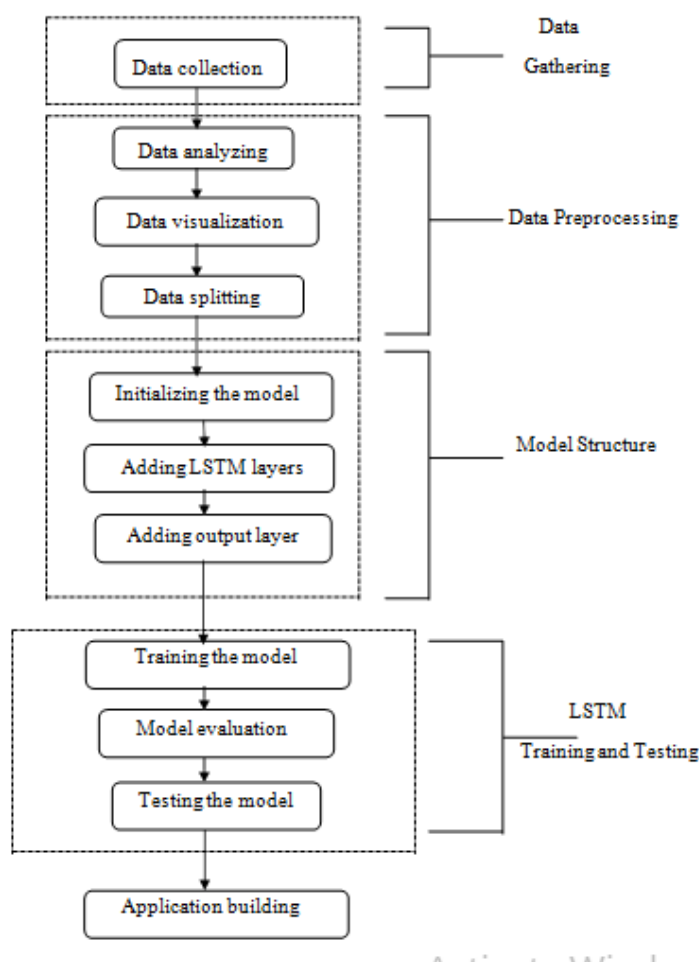 Data collection
Data
Gathering
Data analyzing
Data visualization
Data splitting
Data Preprocessing
Initializing the model
Adding LSTM layers
Adding output layer
Model Structure
Training the model
Model evaluation
Testing the model
LSTM
Training and Testing
Application building